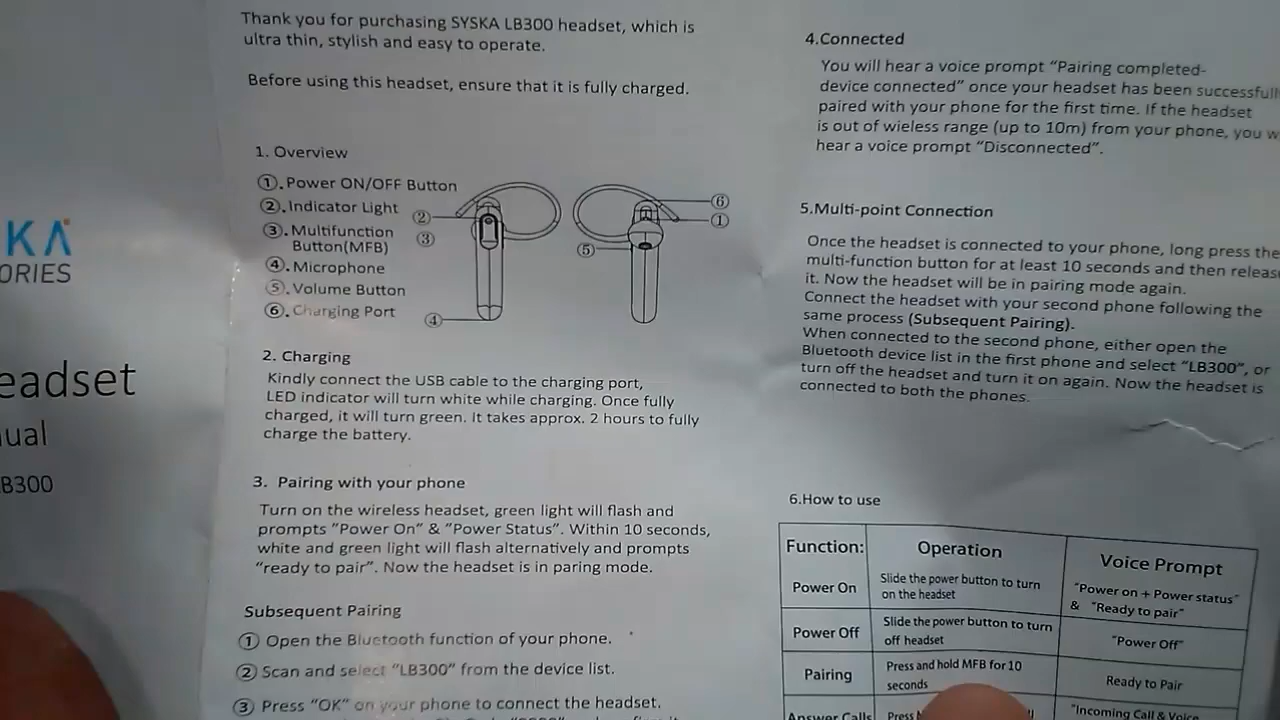 KA
ORIES
eadset
ual
B300
Thank you for purchasing SYSKA LB300 headset, which is
ultra thin, stylish and easy to operate.
Before using this headset, ensure that it is fully charged.
1. Overview
①.Power ON/OFF Button
②.Indicator Light
③.Multifunction
Button(MFB)
④.Microphone
⑤.Volume Button
⑥.Charging Port
②
③
④
⑤
⑥
①
2. Charging
Kindly connect the USB cable to the charging port,
LED indicator will turn white while charging. Once fully
charged, it will turn green. It takes approx. 2 hours to fully
charge the battery.
3. Pairing with your phone
Turn on the wireless headset, green light will flash and
prompts "Power On" & "Power Status". Within 10 seconds,
white and green light will flash alternatively and prompts
"ready to pair". Now the headset is in paring mode.
Subsequent Pairing
① Open the Bluetooth function of your phone.
② Scan and select "LB300" from the device list.
③ Press "OK" on your phone to connect the headset.
4.Connected
You will hear a voice prompt "Pairing completed-
device connected" once your headset has been successfull
paired with your phone for the first time. If the headset
is out of wieless range (up to 10m) from your phone, you w
hear a voice prompt "Disconnected".
5.Multi-point Connection
Once the headset is connected to your phone, long press the
multi-function button for at least 10 seconds and then releas
it. Now the headset will be in pairing mode again.
Connect the headset with your second phone following the
same process (Subsequent Pairing).
When connected to the second phone, either open the
Bluetooth device list in the first phone and select "LB300", or
turn off the headset and turn it on again. Now the headset is
connected to both the phones.
6.How to use
Function: Operation Voice Prompt
Power On Slide the power button to turn on the headset "Power on + Power status" & "Ready to pair"
Power Off Slide the power button to turn off headset "Power Off"
Pairing Press and hold MFB for 10 seconds Ready to Pair
Answer Calls Press "Incoming Call & Voice